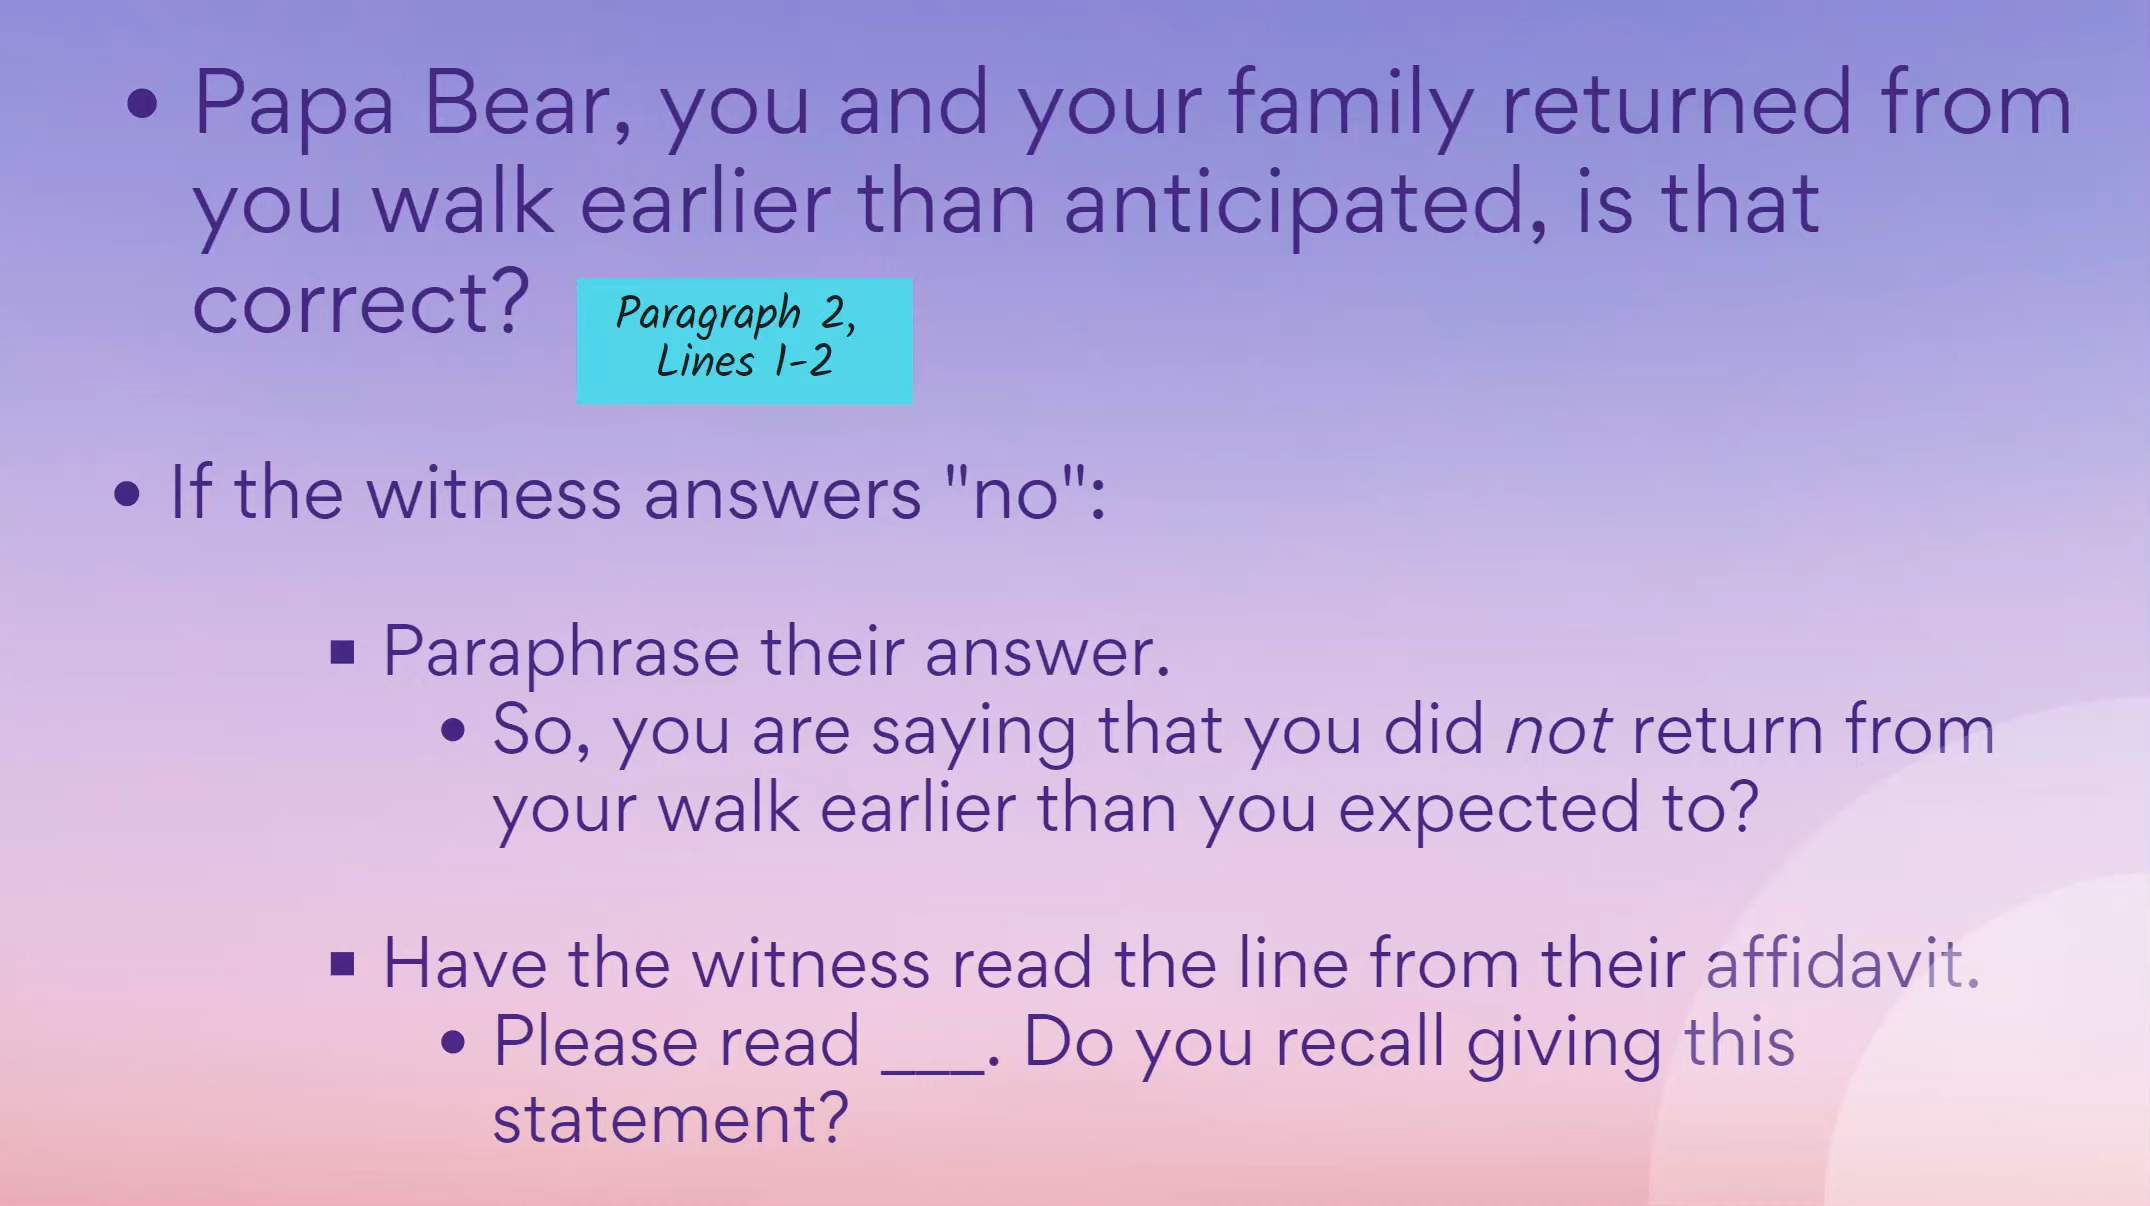 • Papa Bear, you and your family returned from
you walk earlier than anticipated, is that
correct?
Paragraph 2,
Lines 1-2
• If the witness answers "no":
▪ Paraphrase their answer.
• So, you are saying that you did not return from
your walk earlier than you expected to?
▪ Have the witness read the line from their affidavit.
• Please read ___. Do you recall giving this
statement?